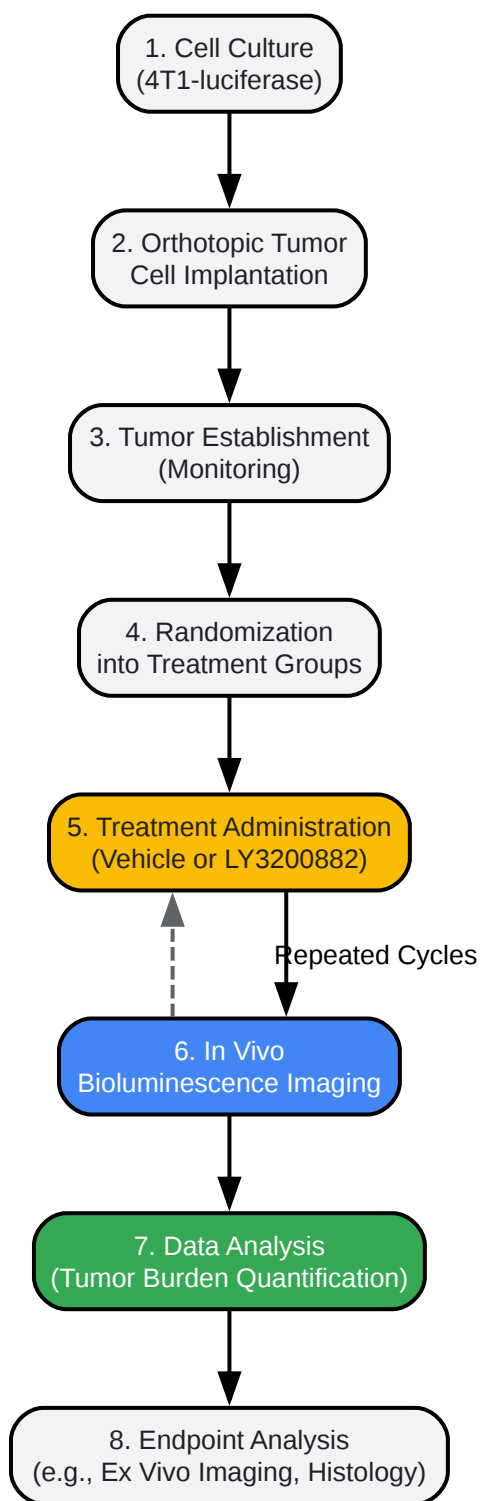 1. Cell Culture
(4T1-luciferase)
2. Orthotopic Tumor
Cell Implantation
3. Tumor Establishment
(Monitoring)
4. Randomization
into Treatment Groups
5. Treatment Administration
(Vehicle or LY3200882)
Repeated Cycles
6. In Vivo
Bioluminescence Imaging
7. Data Analysis
(Tumor Burden Quantification)
8. Endpoint Analysis
(e.g., Ex Vivo Imaging, Histology)